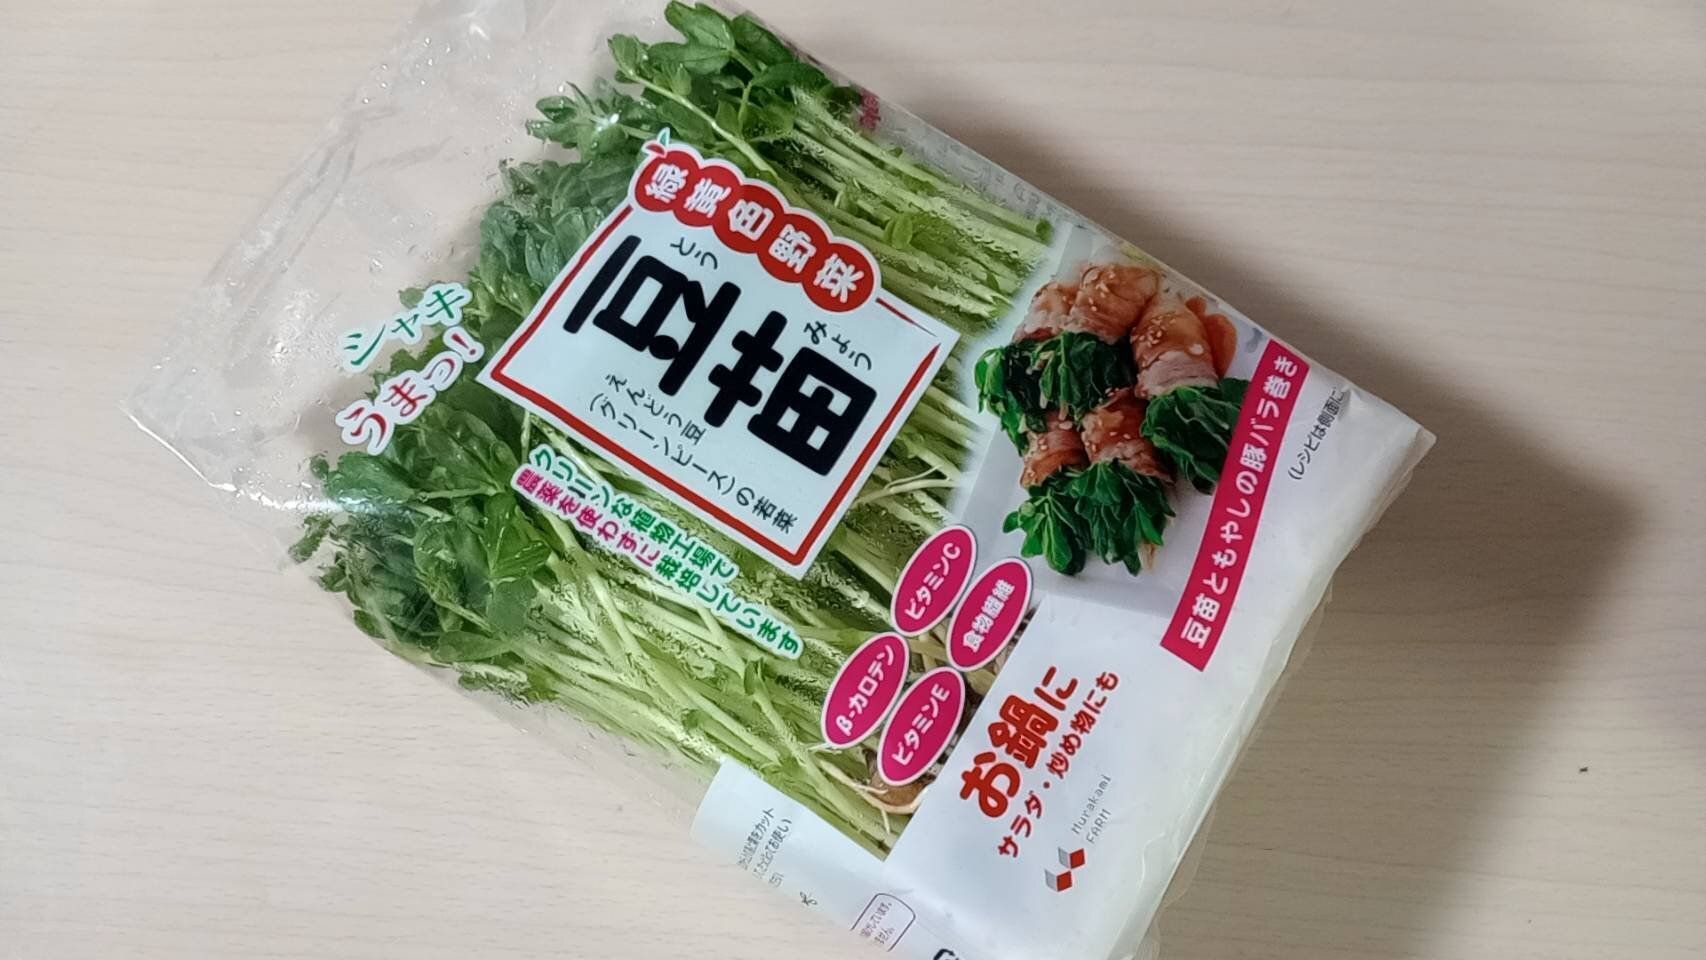 緑黄色野菜
とうみょう
豆苗
えんどう豆
(グリーンピース)の若菜
シャキ
うまっ!
クリーンな植物工場で
農薬を使わずに栽培しています
ビタミンC
食物繊維
β-カロテン
ビタミンE
豆苗ともやしの豚バラ巻き
(レシピは側面に
お鍋に
サラダ・炒め物にも
Murakami
FARM